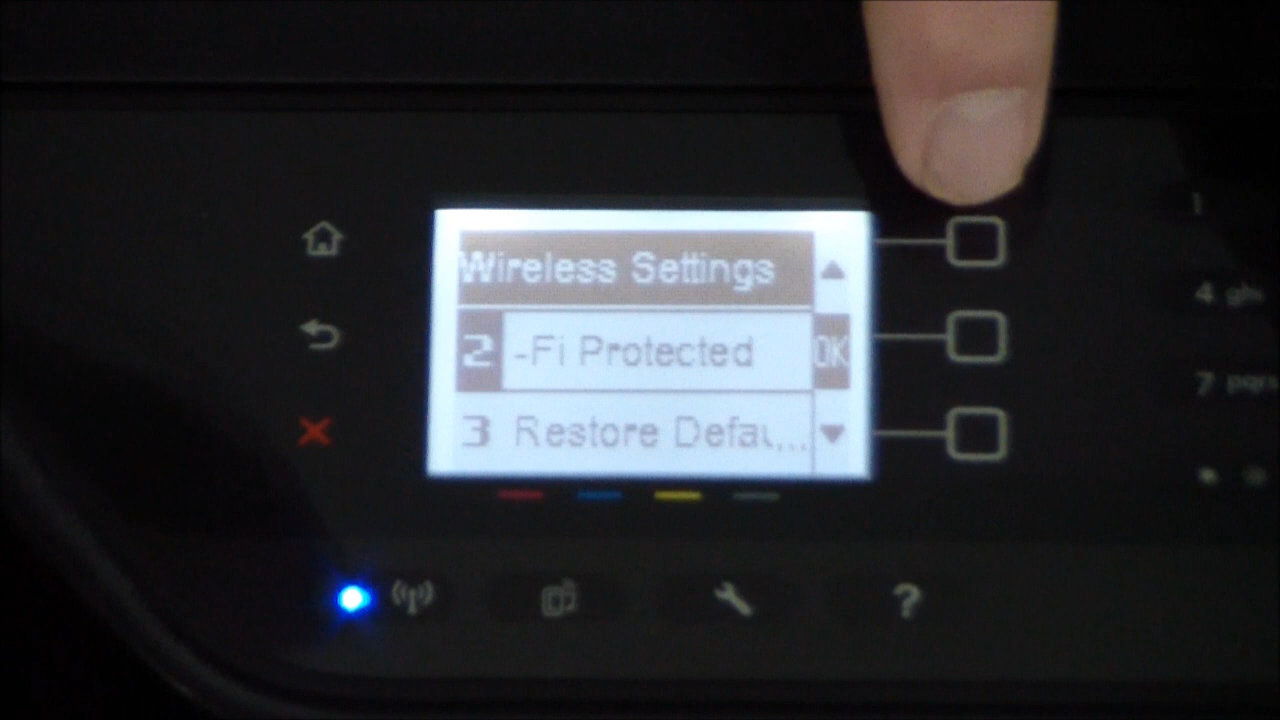 Wireless Settings
2 -Fi Protected OK
3 Restore Defau...
1
4 ghi
7 pqrs
?